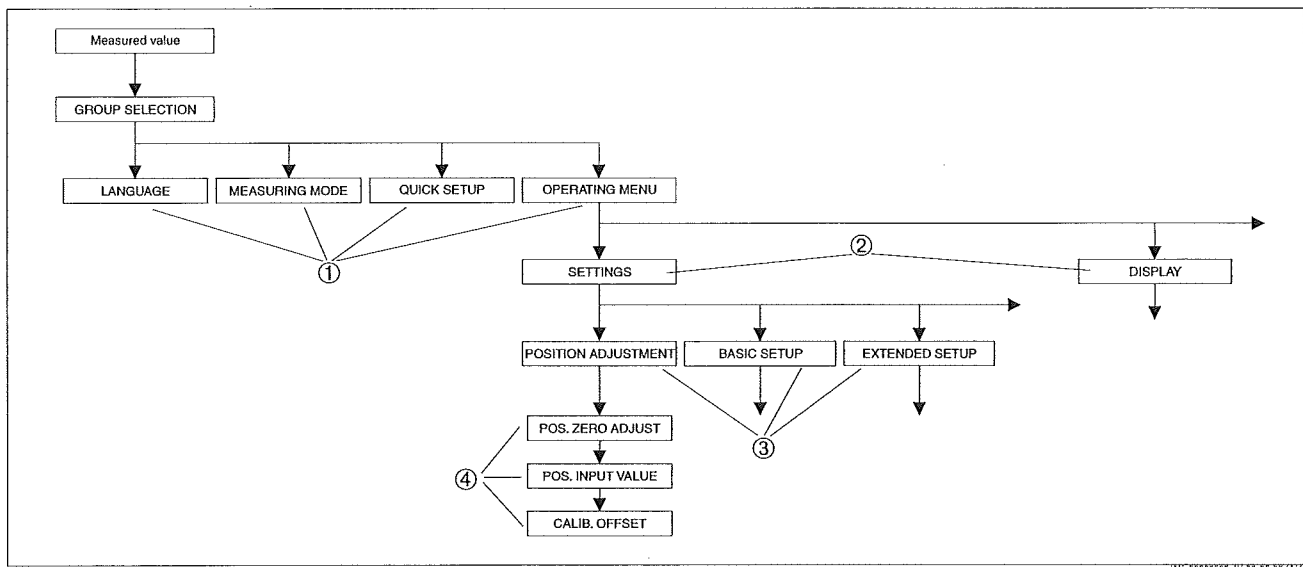 Measured value
GROUP SELECTION
LANGUAGE
MEASURING MODE
QUICK SETUP
OPERATING MENU
①
②
SETTINGS
DISPLAY
POSITION ADJUSTMENT
BASIC SETUP
EXTENDED SETUP
POS. ZERO ADJUST
③
④
POS. INPUT VALUE
CALIB. OFFSET